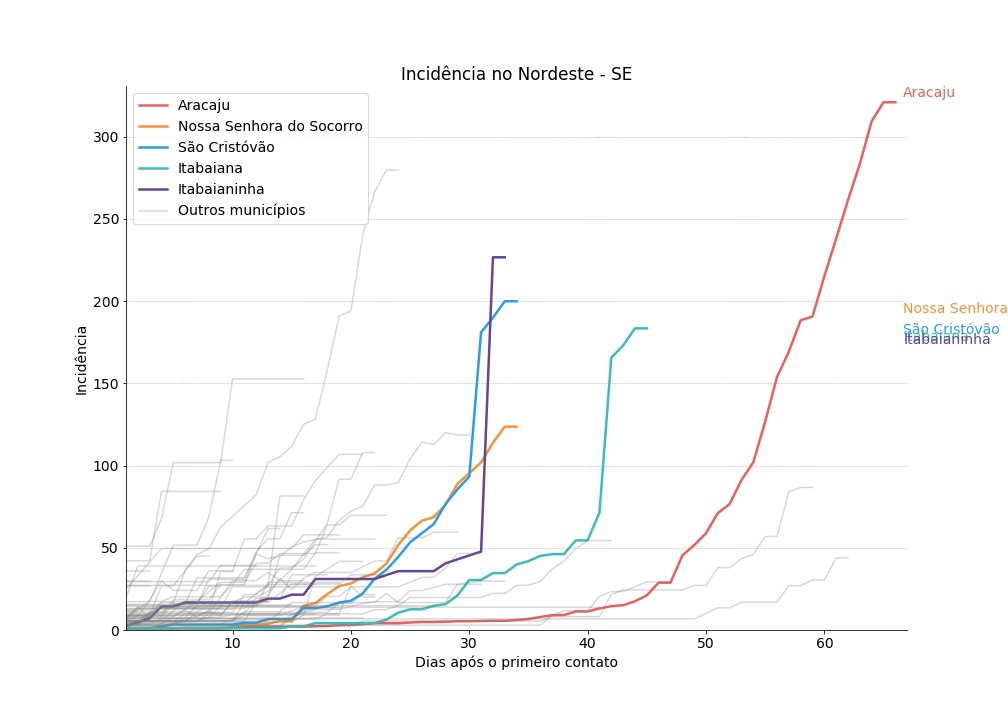 Incidência no Nordeste - SE
Aracaju
Nossa Senhora do Socorro
São Cristóvão
Itabaiana
Itabaianinha
Outros municípios
Aracaju
Nossa Senhora
São Cristóvão
Itabaiana
Itabaianinha
Incidência
300
250
200
150
100
50
0
10
20
30
40
50
60
Dias após o primeiro contato